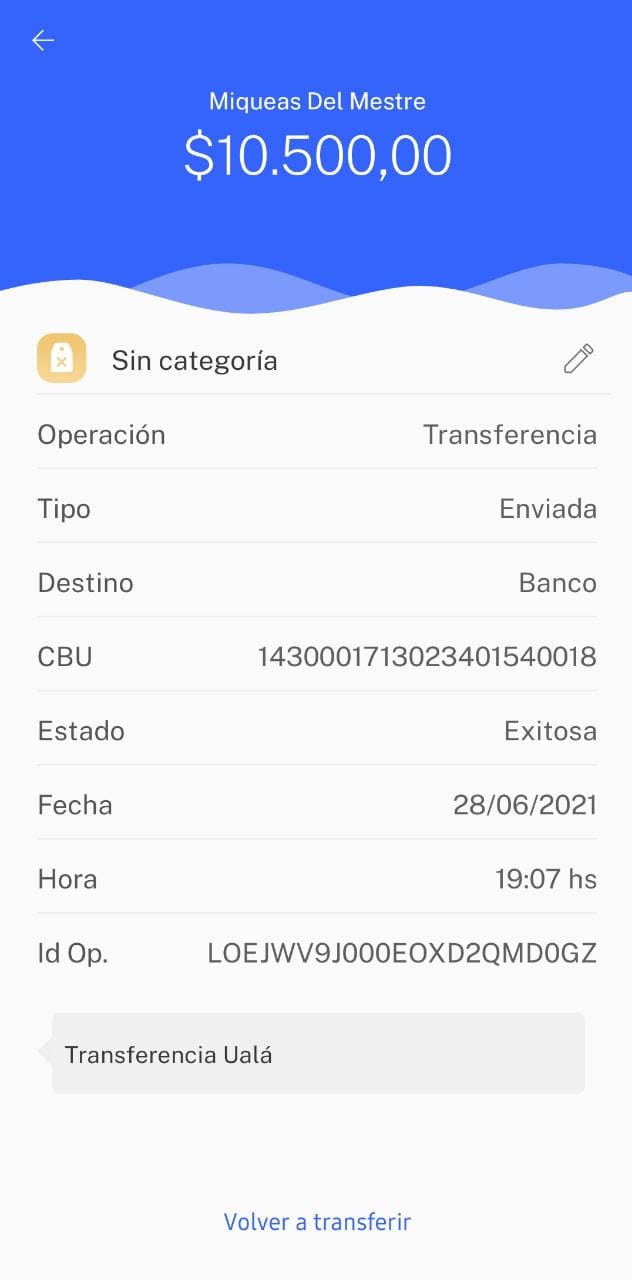 Miqueas Del Mestre
$10.500,00
Sin categoría
Operación Transferencia
Tipo Enviada
Destino Banco
CBU 1430001713023401540018
Estado Exitosa
Fecha 28/06/2021
Hora 19:07 hs
Id Op. LOEJWV9J000EOXD2QMD0GZ
Transferencia Ualá
Volver a transferir